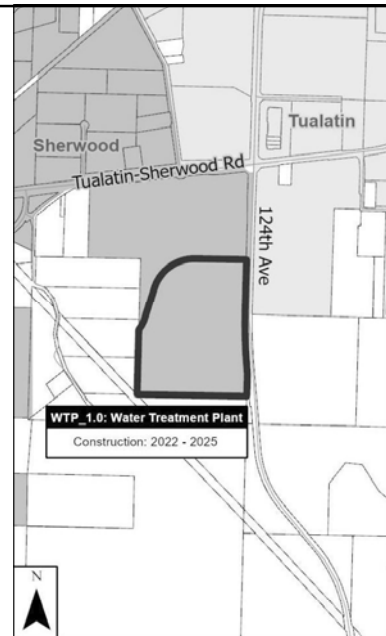 Tualatin
Sherwood
Tualatin-Sherwood Rd
124th Ave
WTP_1.0: Water Treatment Plant
Construction: 2022 - 2025
N